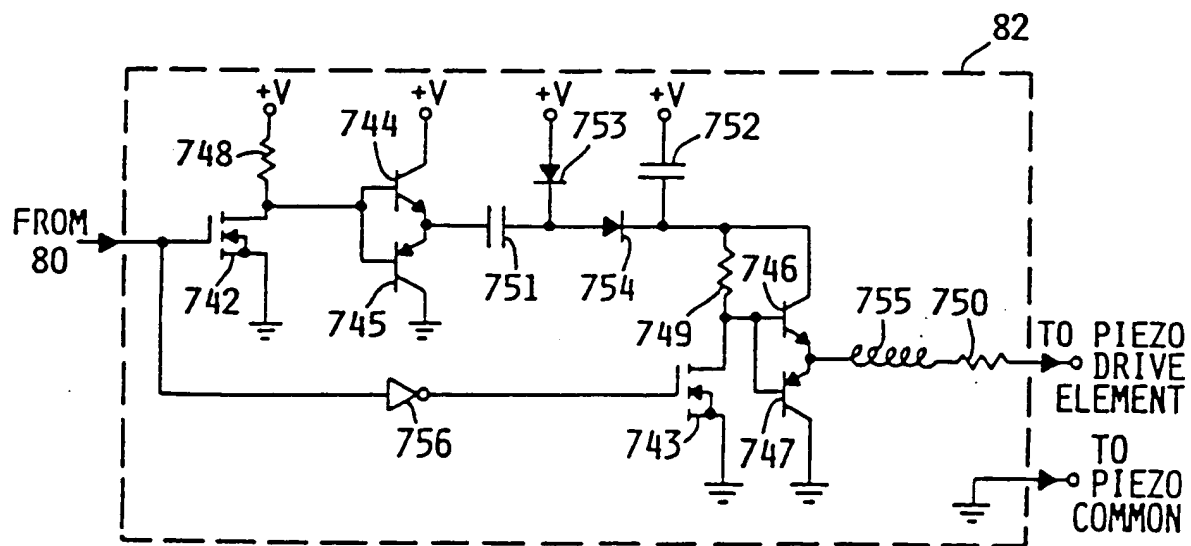 82
+V
+V
+V
+V
748
744
753
752
FROM
80
742
745
751
754
746
749
755
750
TO PIEZO
DRIVE
ELEMENT
756
743
747
TO
PIEZO
COMMON